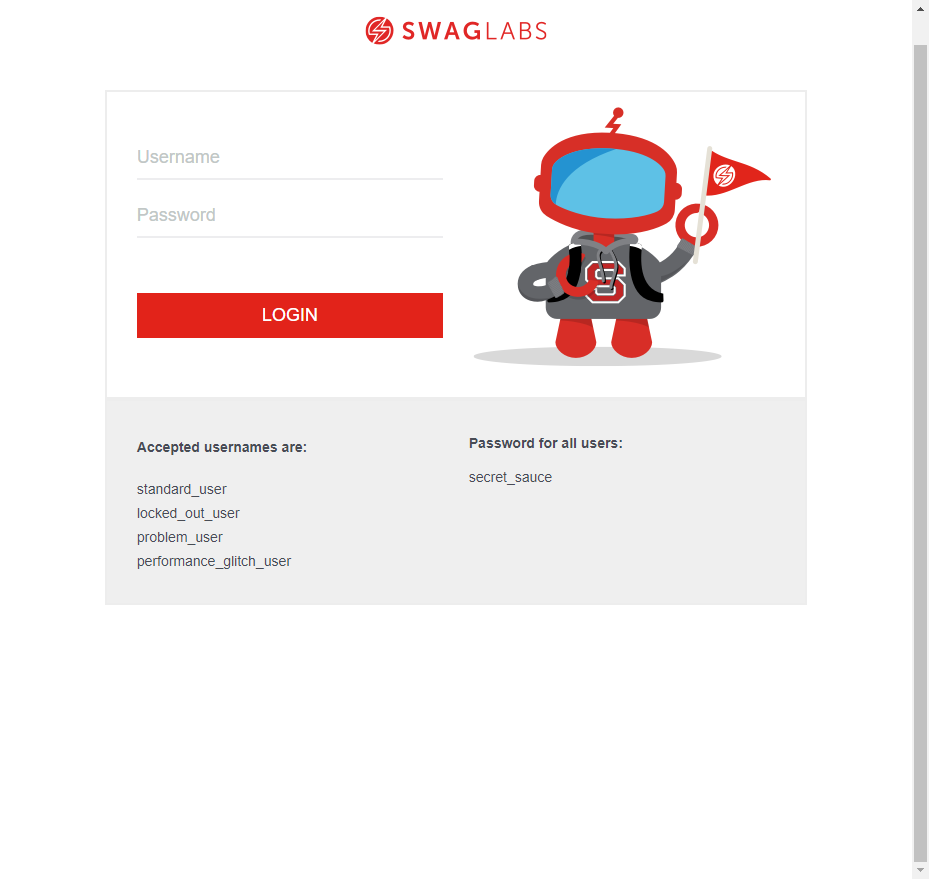 SWAGLABS
Username
Password
LOGIN
S
Accepted usernames are:
standard_user
locked_out_user
problem_user
performance_glitch_user
Password for all users:
secret_sauce